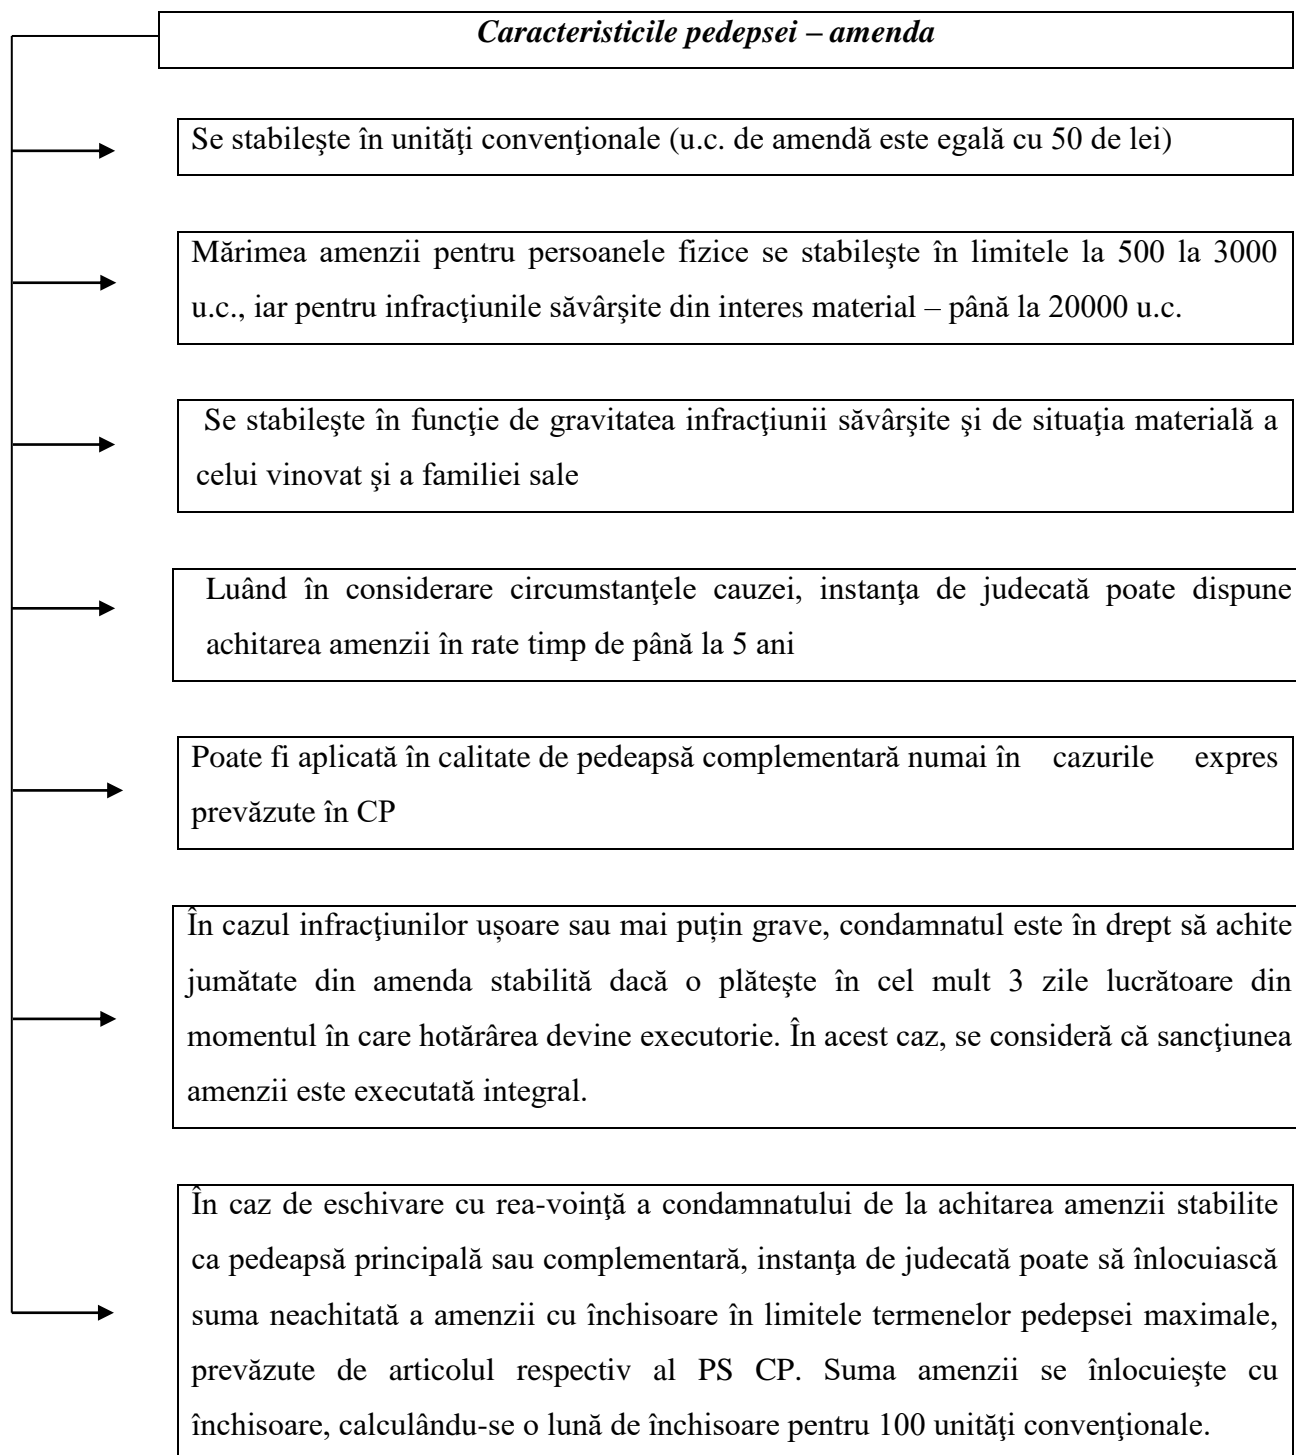 Caracteristicile pedepsei – amenda
Se stabileşte în unităţi convenţionale (u.c. de amendă este egală cu 50 de lei)
Mărimea amenzii pentru persoanele fizice se stabileşte în limitele la 500 la 3000
u.c., iar pentru infracţiunile săvârşite din interes material – până la 20000 u.c.
Se stabileşte în funcţie de gravitatea infracţiunii săvârşite şi de situaţia materială a
celui vinovat şi a familiei sale
Luând în considerare circumstanţele cauzei, instanţa de judecată poate dispune
achitarea amenzii în rate timp de până la 5 ani
Poate fi aplicată în calitate de pedeapsă complementară numai în cazurile expres
prevăzute în CP
În cazul infracţiunilor ușoare sau mai puțin grave, condamnatul este în drept să achite
jumătate din amenda stabilită dacă o plăteşte în cel mult 3 zile lucrătoare din
momentul în care hotărârea devine executorie. În acest caz, se consideră că sancţiunea
amenzii este executată integral.
În caz de eschivare cu rea-voinţă a condamnatului de la achitarea amenzii stabilite
ca pedeapsă principală sau complementară, instanţa de judecată poate să înlocuiască
suma neachitată a amenzii cu închisoare în limitele termenelor pedepsei maximale,
prevăzute de articolul respectiv al PS CP. Suma amenzii se înlocuieşte cu
închisoare, calculându-se o lună de închisoare pentru 100 unităţi convenţionale.